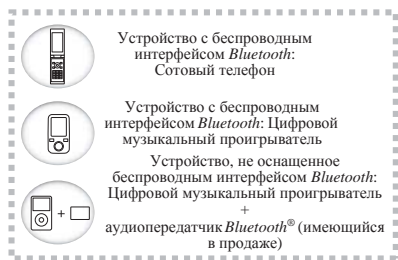 Устройство с беспроводным
интерфейсом Bluetooth:
Сотовый телефон
Устройство с беспроводным
интерфейсом Bluetooth: Цифровой
музыкальный проигрыватель
Устройство, не оснащенное
беспроводным интерфейсом Bluetooth:
Цифровой музыкальный проигрыватель
+
аудиопередатчик Bluetooth® (имеющийся
в продаже)
+